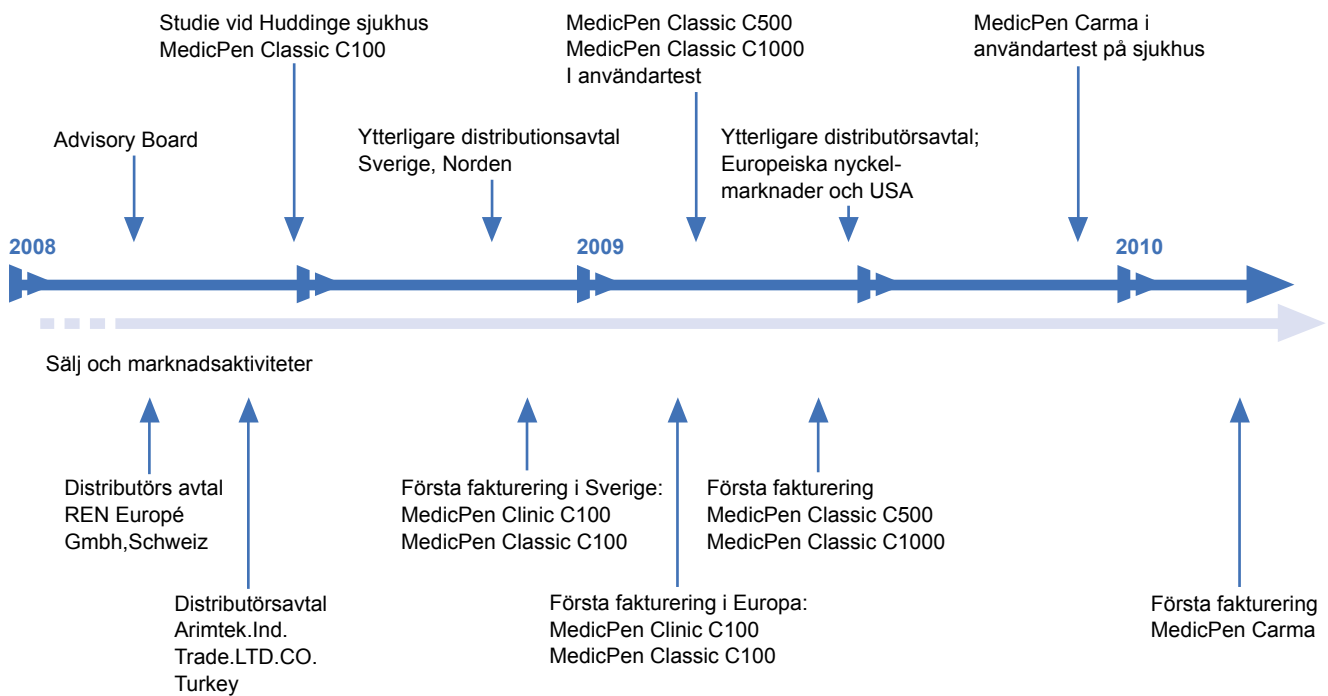 Studie vid Huddinge sjukhus
MedicPen Classic C100
MedicPen Classic C500
MedicPen Classic C1000
I användartest
MedicPen Carma i
användartest på sjukhus
Advisory Board
Ytterligare distributionsavtal
Sverige, Norden
Ytterligare distributörsavtal;
Europeiska nyckel-
marknader och USA
2008
2009
2010
Sälj och marknadsaktiviteter
Distributörs avtal
REN Europé
Gmbh,Schweiz
Första fakturering i Sverige:
MedicPen Clinic C100
MedicPen Classic C100
Första fakturering
MedicPen Classic C500
MedicPen Classic C1000
Distributörsavtal
Arimtek.Ind.
Trade.LTD.CO.
Turkey
Första fakturering i Europa:
MedicPen Clinic C100
MedicPen Classic C100
Första fakturering
MedicPen Carma